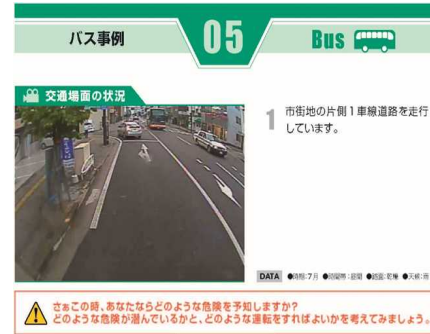 バス事例
05
Bus
交通場面の状況
1 市街地の片側1車線道路を走行
しています。
DATA ●時期:7月 ●時間帯:昼間 ●路面:乾燥 ●天候:雨
さぁこの時、あなたならどのような危険を予知しますか?
どのような危険が潜んでいるかと、どのような運転をすればよいかを考えてみましょう。